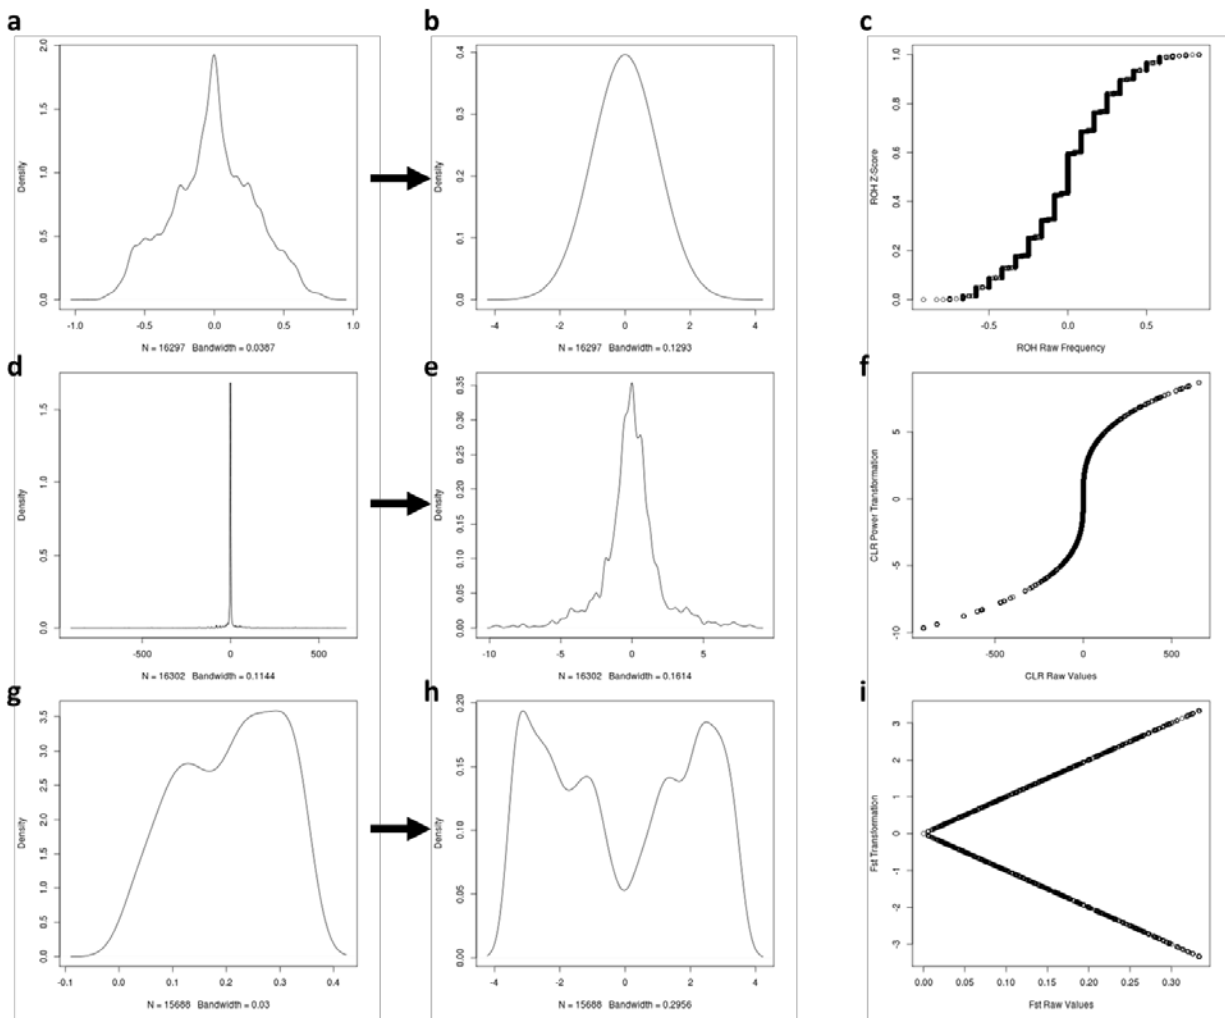 a
b
c
2.0
1.5
1.0
0.5
0.0
Density
-1.0 -0.5 0.0 0.5 1.0
N = 16297 Bandwidth = 0.0387
0.4
0.3
0.2
0.1
0.0
Density
-4 -2 0 2 4
N = 16297 Bandwidth = 0.1293
1.0
0.8
0.6
0.4
0.2
0.0
ROH Z-Score
-0.5 0.0 0.5
ROH Raw Frequency
d
e
f
1.5
1.0
0.5
0.0
Density
-500 0 500
N = 16302 Bandwidth = 0.1144
0.35
0.30
0.25
0.20
0.15
0.10
0.05
0.00
Density
-10 -5 0 5
N = 16302 Bandwidth = 0.1614
5
0
-5
-10
CLR Power Transformation
-500 0 500
CLR Raw Values
g
h
i
3.5
3.0
2.5
2.0
1.5
1.0
0.5
0.0
Density
-0.1 0.0 0.1 0.2 0.3 0.4
N = 15688 Bandwidth = 0.03
0.20
0.15
0.10
0.05
0.00
Density
-4 -2 0 2 4
N = 15688 Bandwidth = 0.2956
3
2
1
0
-1
-2
-3
Fst Transformation
0.00 0.05 0.10 0.15 0.20 0.25 0.30
Fst Raw Values